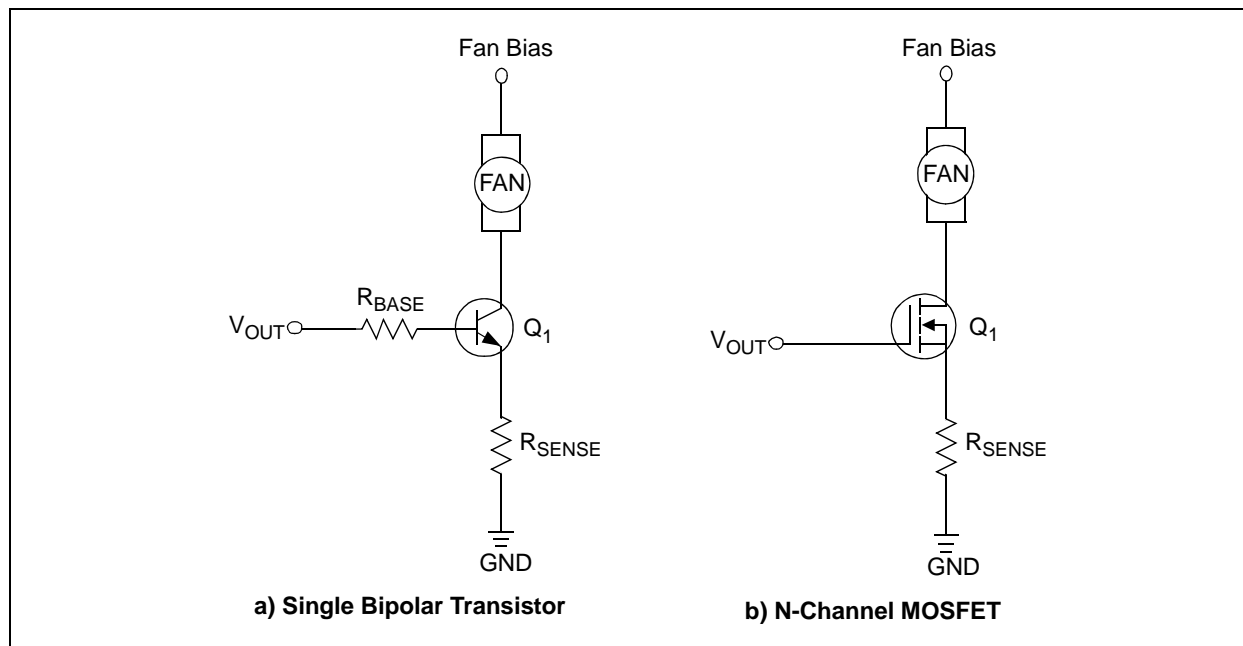 Fan Bias
FAN
RBASE
VOUT
Q1
RSENSE
GND
a) Single Bipolar Transistor
Fan Bias
FAN
VOUT
Q1
RSENSE
GND
b) N-Channel MOSFET